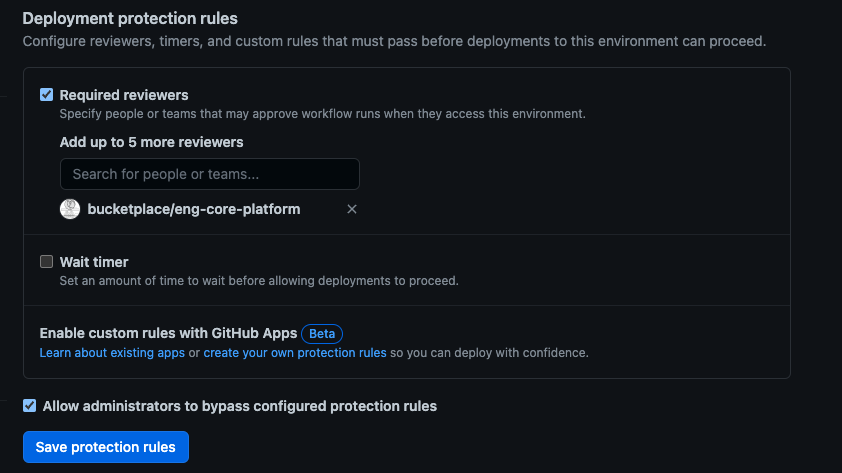 Deployment protection rules
Configure reviewers, timers, and custom rules that must pass before deployments to this environment can proceed.
Required reviewers
Specify people or teams that may approve workflow runs when they access this environment.
Add up to 5 more reviewers
Search for people or teams...
bucketplace/eng-core-platform
Wait timer
Set an amount of time to wait before allowing deployments to proceed.
Enable custom rules with GitHub Apps Beta
Learn about existing apps or create your own protection rules so you can deploy with confidence.
Allow administrators to bypass configured protection rules
Save protection rules